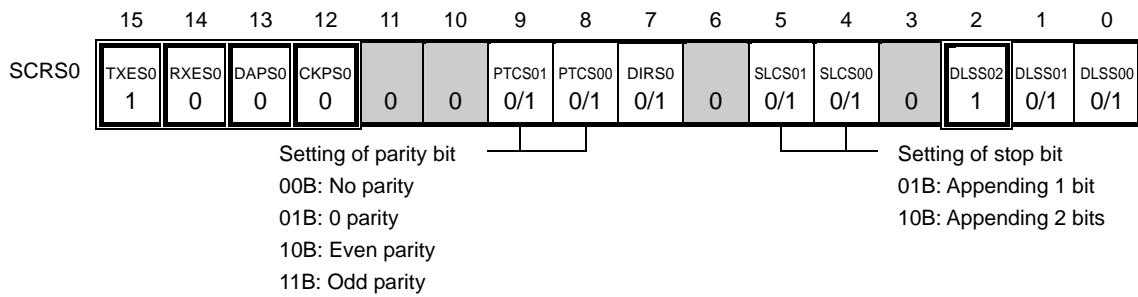 15 14 13 12 11 10 9 8 7 6 5 4 3 2 1 0
SCRS0 TXES0 RXES0 DAPS0 CKPS0 PTCS01 PTCS00 DIRS0 SLCS01 SLCS00 DLSS02 DLSS01 DLSS00
1 0 0 0 0 0 0/1 0/1 0/1 0 0/1 0/1 0 1 0/1 0/1
Setting of parity bit
00B: No parity
01B: 0 parity
10B: Even parity
11B: Odd parity
Setting of stop bit
01B: Appending 1 bit
10B: Appending 2 bits